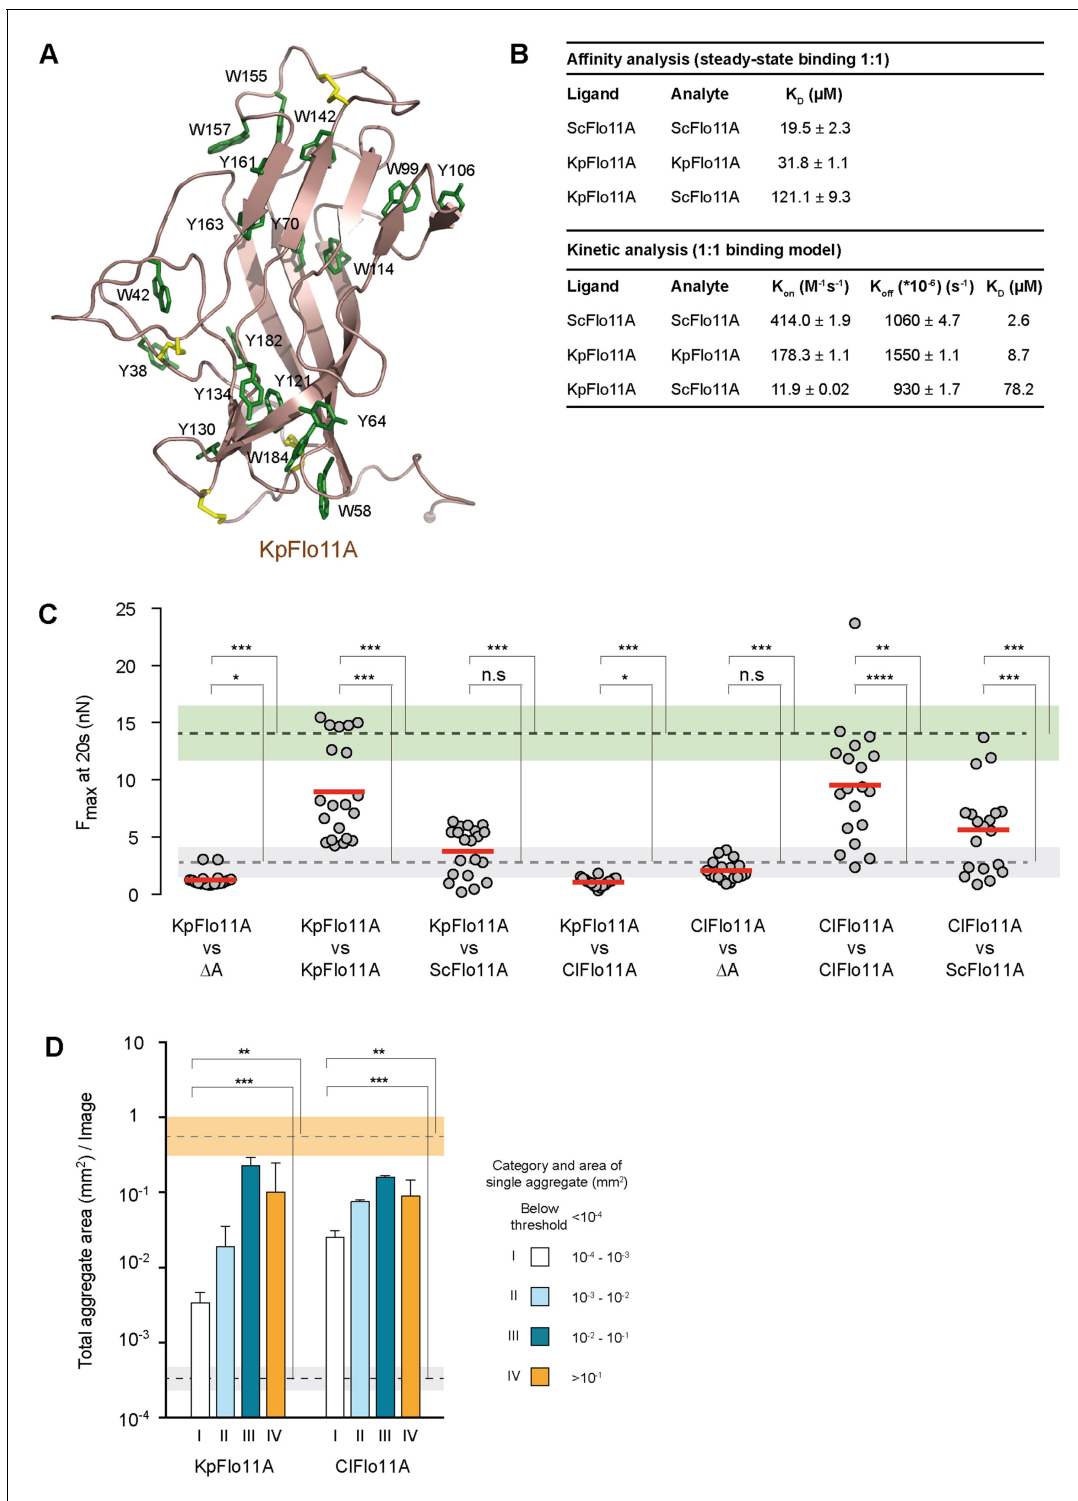 A
W155
W157
W142
Y161
W99
Y106
Y163
Y70
W114
W42
Y182
Y38
Y134
Y121
Y64
Y130
W184
W58
KpFlo11A
B
Affinity analysis (steady-state binding 1:1)
Ligand Analyte K_D (µM)
ScFlo11A ScFlo11A 19.5 ± 2.3
KpFlo11A KpFlo11A 31.8 ± 1.1
KpFlo11A ScFlo11A 121.1 ± 9.3
Kinetic analysis (1:1 binding model)
Ligand Analyte K_on (M⁻¹s⁻¹) K_off (*10⁻⁶) (s⁻¹) K_D (µM)
ScFlo11A ScFlo11A 414.0 ± 1.9 1060 ± 4.7 2.6
KpFlo11A KpFlo11A 178.3 ± 1.1 1550 ± 1.1 8.7
KpFlo11A ScFlo11A 11.9 ± 0.02 930 ± 1.7 78.2
C
F_max at 20s (nN)
25
20
15
10
5
0
*** *** *** *** *** ** ***
* *** n.s * n.s **** ***
KpFlo11A vs ΔA
KpFlo11A vs KpFlo11A
KpFlo11A vs ScFlo11A
KpFlo11A vs ClFlo11A
ClFlo11A vs ΔA
ClFlo11A vs ClFlo11A
ClFlo11A vs ScFlo11A
D
Total aggregate area (mm²) / Image
10
1
10⁻¹
10⁻²
10⁻³
10⁻⁴
** **
*** ***
I II III IV I II III IV
KpFlo11A ClFlo11A
Category and area of
single aggregate (mm²)
Below
threshold <10⁻⁴
I 10⁻⁴ - 10⁻³
II 10⁻³ - 10⁻²
III 10⁻² - 10⁻¹
IV >10⁻¹